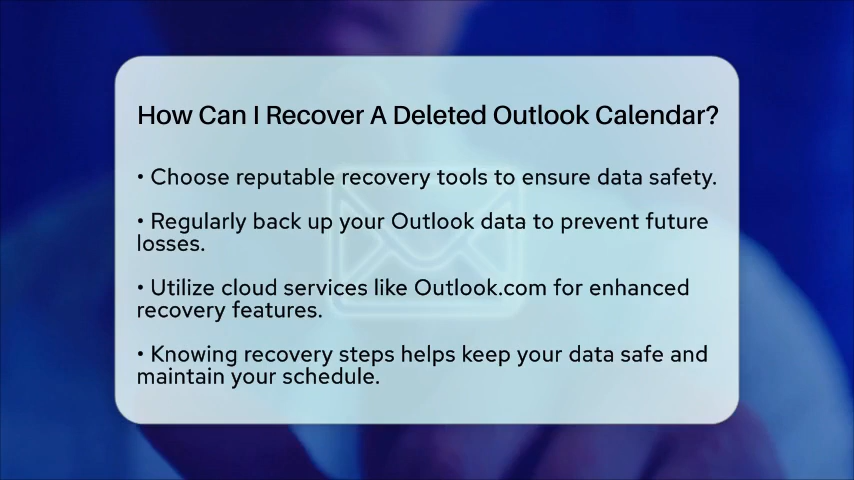 How Can I Recover A Deleted Outlook Calendar?
• Choose reputable recovery tools to ensure data safety.
• Regularly back up your Outlook data to prevent future
losses.
• Utilize cloud services like Outlook.com for enhanced
recovery features.
• Knowing recovery steps helps keep your data safe and
maintain your schedule.